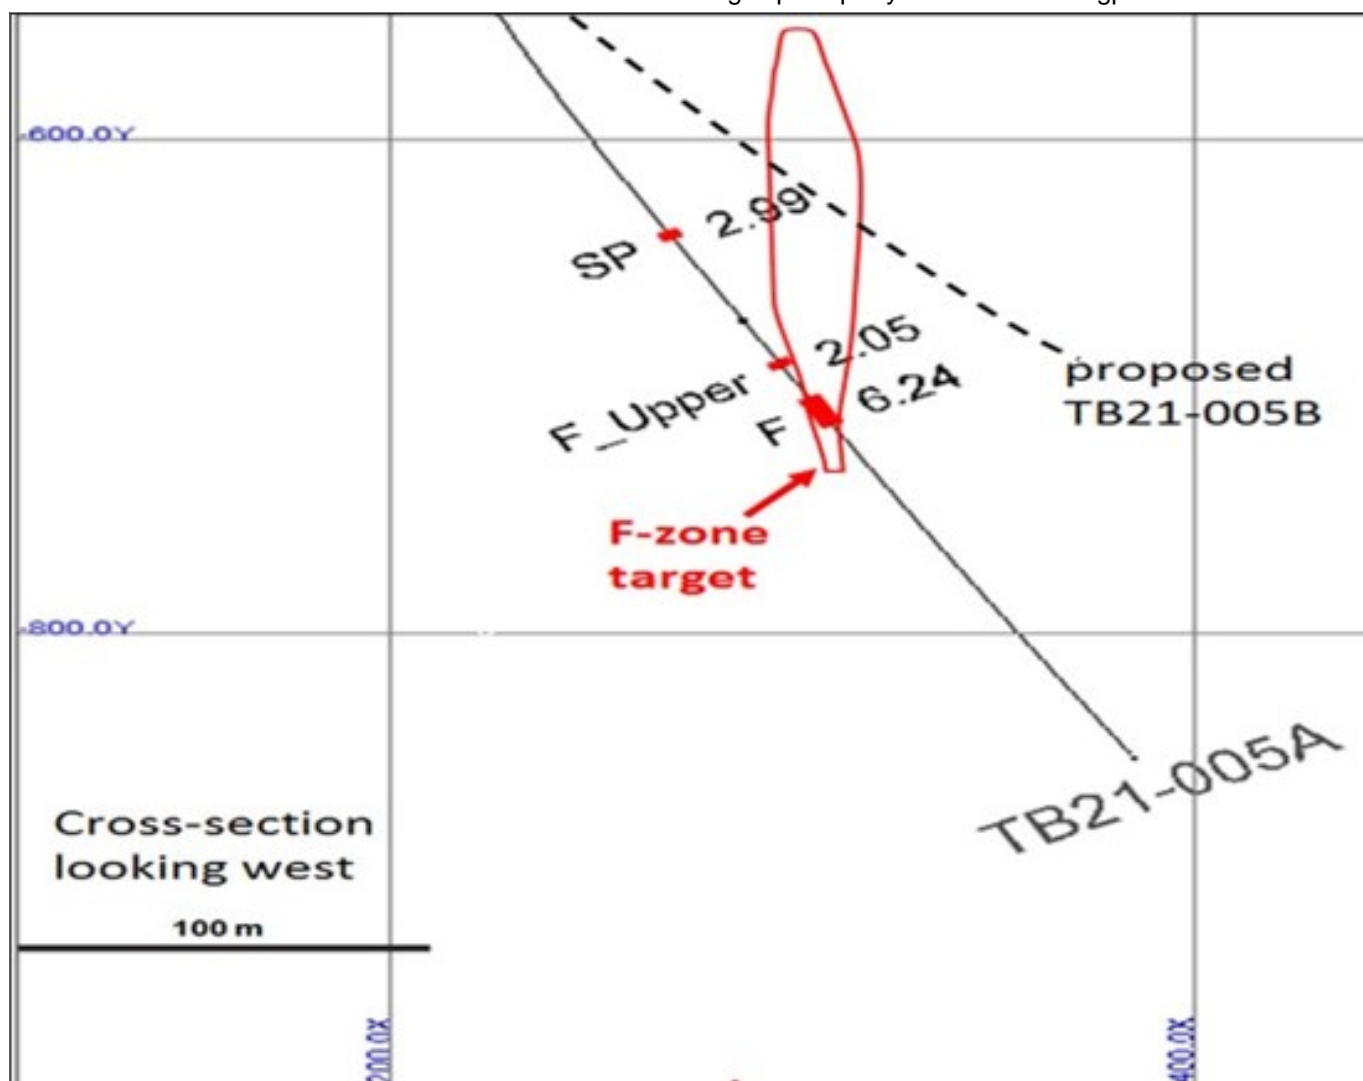 -600.0Y
2.99
SP
2.05
proposed
TB21-005B
6.24
F_Upper
F
F-zone
target
-800.0Y
TB21-005A
Cross-section
looking west
100 m
200.0X
400.0X